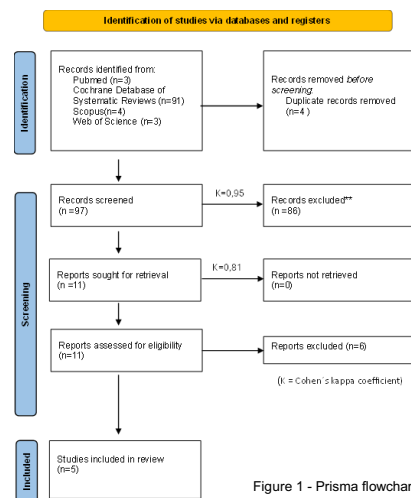 Identification of studies via databases and registers
Identification
Records identified from:
Pubmed (n=3)
Cochrane Detabase of
Systematic Reviews (n=91)
Scopus(n=4)
Web of Science (n=3)
Records removed before
screening:
Duplicate records removed
(n=4 )
Screening
Records screened
(n =97)
K=0,95
Records excluded**
(n =86)
Reports sought for retrieval
(n =11)
K=0,81
Reports not retrieved
(n=0)
Reports assessed for eligibility
(n=11)
Reports excluded (n=6)
(K = Cohen´s kappa coefficient)
Included
Studies included in review
(n=5)
Figure 1 - Prisma flowchar